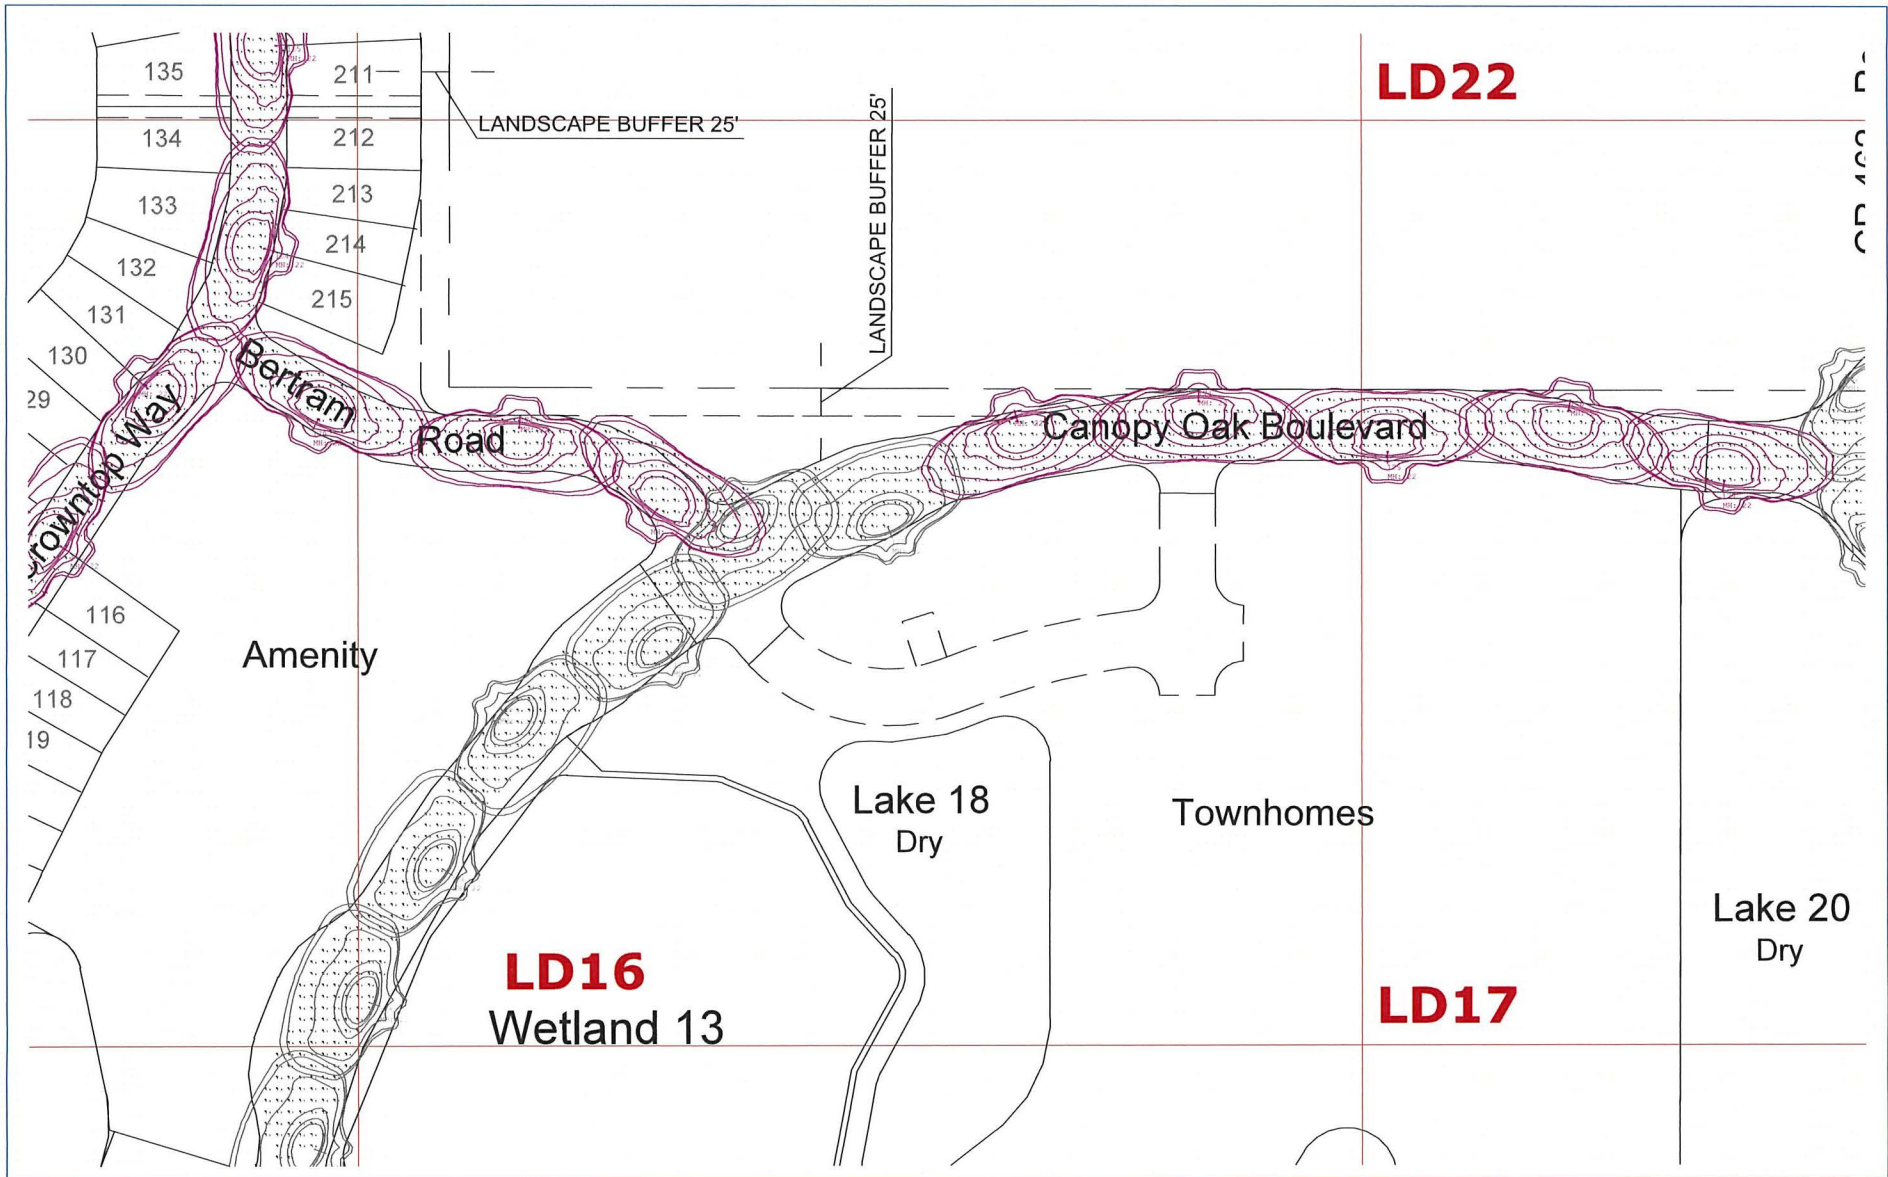 135
211
LD22
LANDSCAPE BUFFER 25'
LANDSCAPE BUFFER 25'
134
212
133
213
214
132
215
131
130
29
Bertram
Road
Way
Canopy Oak Boulevard
116
117
118
19
Amenity
Lake 18
Dry
Townhomes
Lake 20
Dry
LD16
Wetland 13
LD17